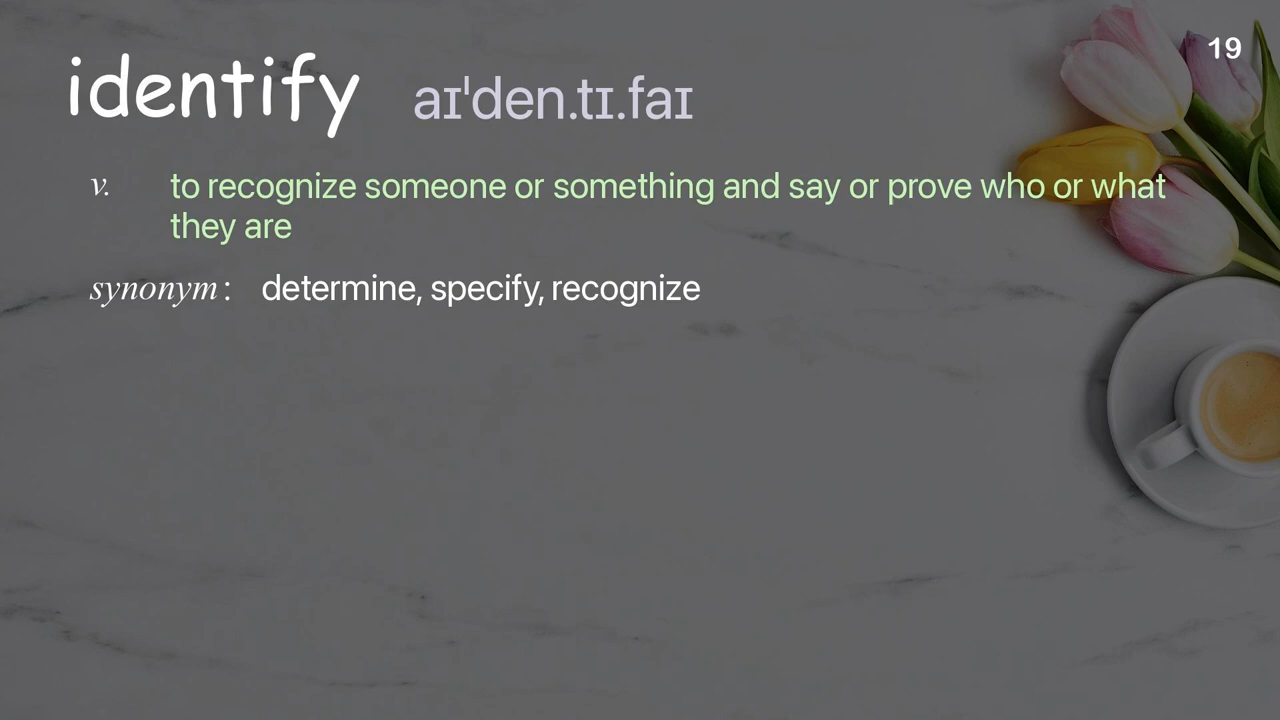 19
identify aɪˈden.tɪ.faɪ
v. to recognize someone or something and say or prove who or what
they are
synonym: determine, specify, recognize